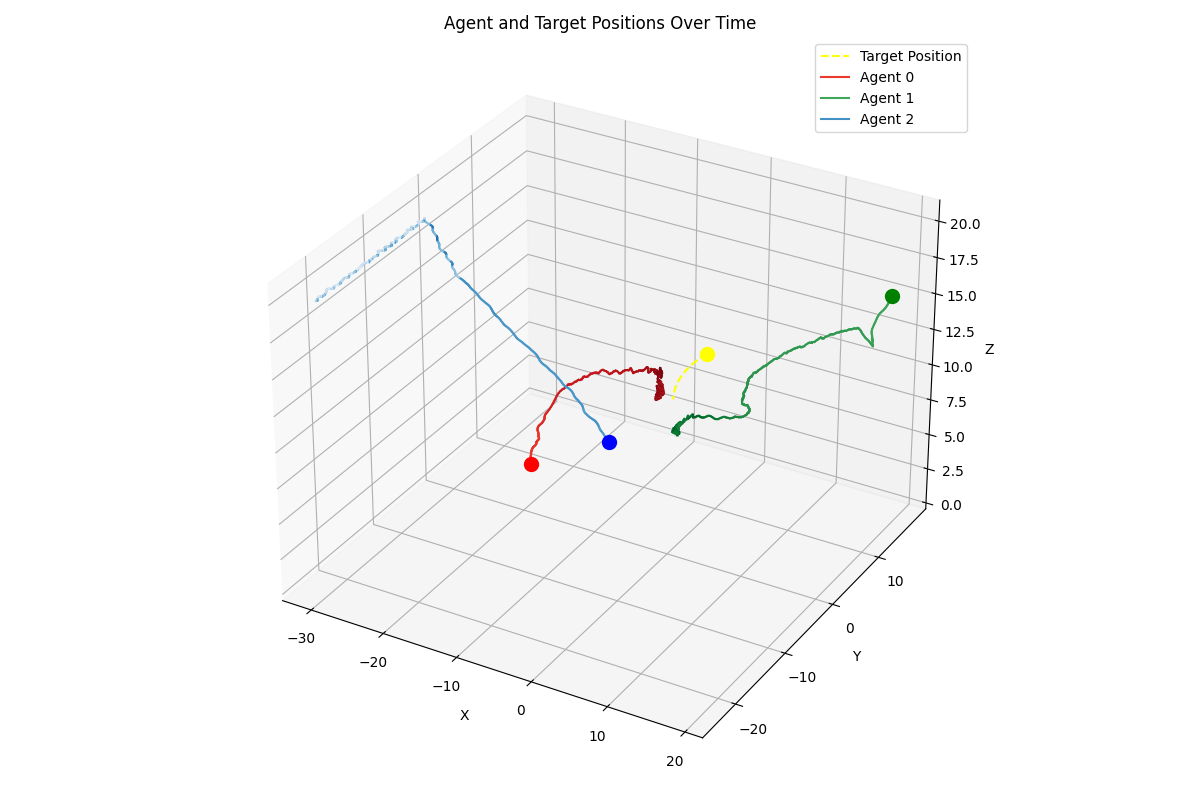 Agent and Target Positions Over Time
Target Position
Agent 0
Agent 1
Agent 2
20.0
17.5
15.0
12.5
10.0
7.5
5.0
2.5
0.0
Z
10
0
−10
−20
Y
−30
−20
−10
0
10
20
X